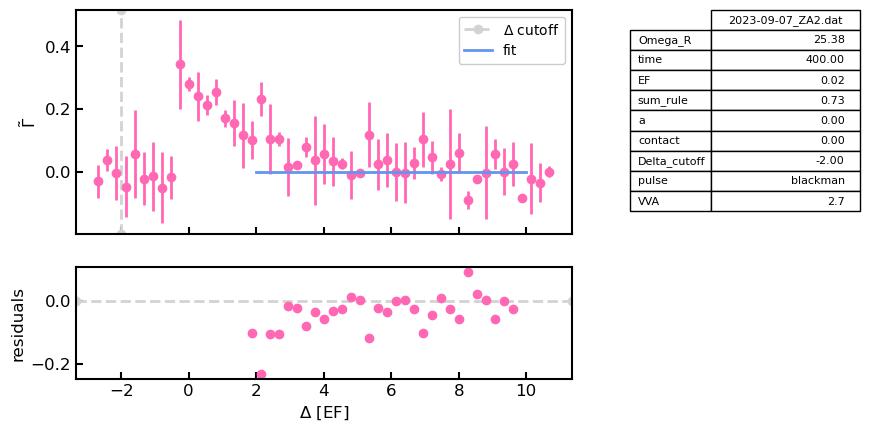 0.4
0.2
0.0
Γ̃
Δ cutoff
fit
0.0
−0.2
residuals
−2
0
2
4
6
8
10
Δ [EF]
2023-09-07_ZA2.dat
Omega_R 25.38
time 400.00
EF 0.02
sum_rule 0.73
a 0.00
contact 0.00
Delta_cutoff -2.00
pulse blackman
VVA 2.7